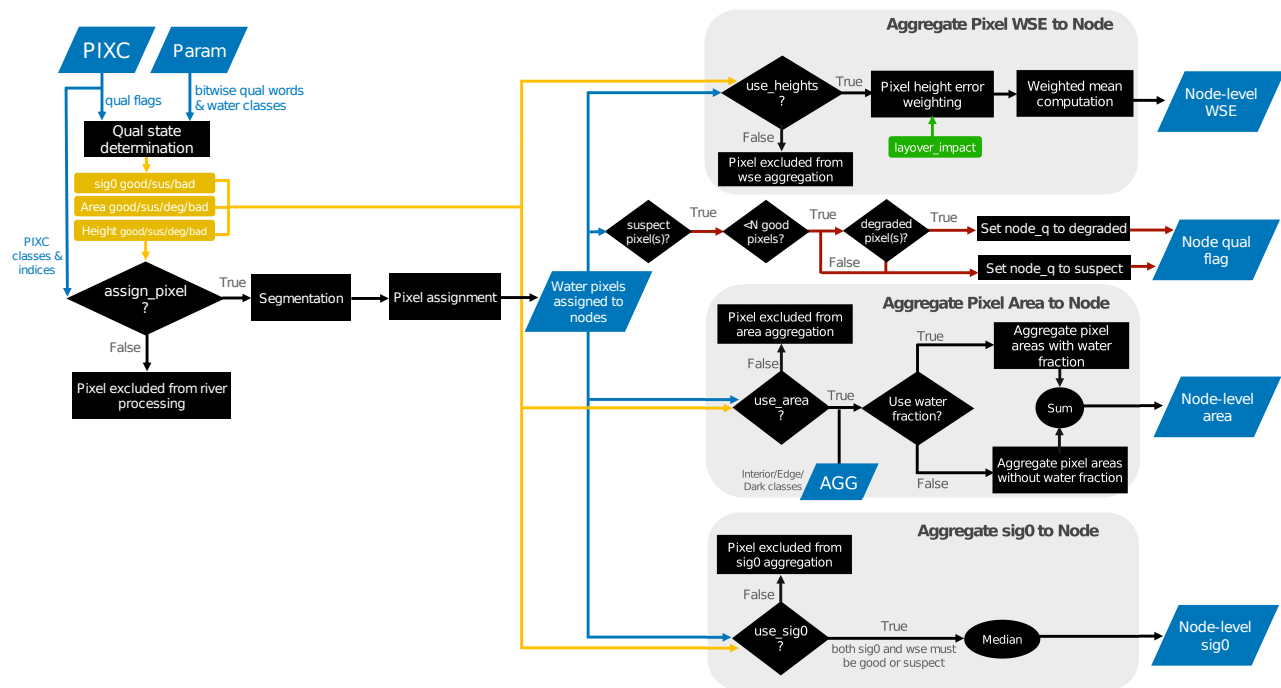 PIXC
Param
qual flags
bitwise qual words
& water classes
Qual state
determination
sig0 good/sus/bad
Area good/sus/deg/bad
Height good/sus/deg/bad
PIXC
classes &
indices
assign_pixel
?
True
False
Pixel excluded from river
processing
Segmentation
Pixel assignment
Water pixels
assigned to
nodes
Aggregate Pixel WSE to Node
use_heights
?
True
False
Pixel excluded from
wse aggregation
Pixel height error
weighting
layover_impact
Weighted mean
computation
Node-level
WSE
suspect
pixel(s)?
True
<N good
pixels?
True
False
degraded
pixel(s)?
True
Set node_q to degraded
Set node_q to suspect
Node qual
flag
Aggregate Pixel Area to Node
Pixel excluded from
area aggregation
False
use_area
?
True
Interior/Edge/
Dark classes
AGG
Use water
fraction?
True
False
Aggregate pixel
areas with water
fraction
Sum
Aggregate pixel areas
without water fraction
Node-level
area
Aggregate sig0 to Node
Pixel excluded from
sig0 aggregation
False
use_sig0
?
True
both sig0 and wse must
be good or suspect
Median
Node-level
sig0